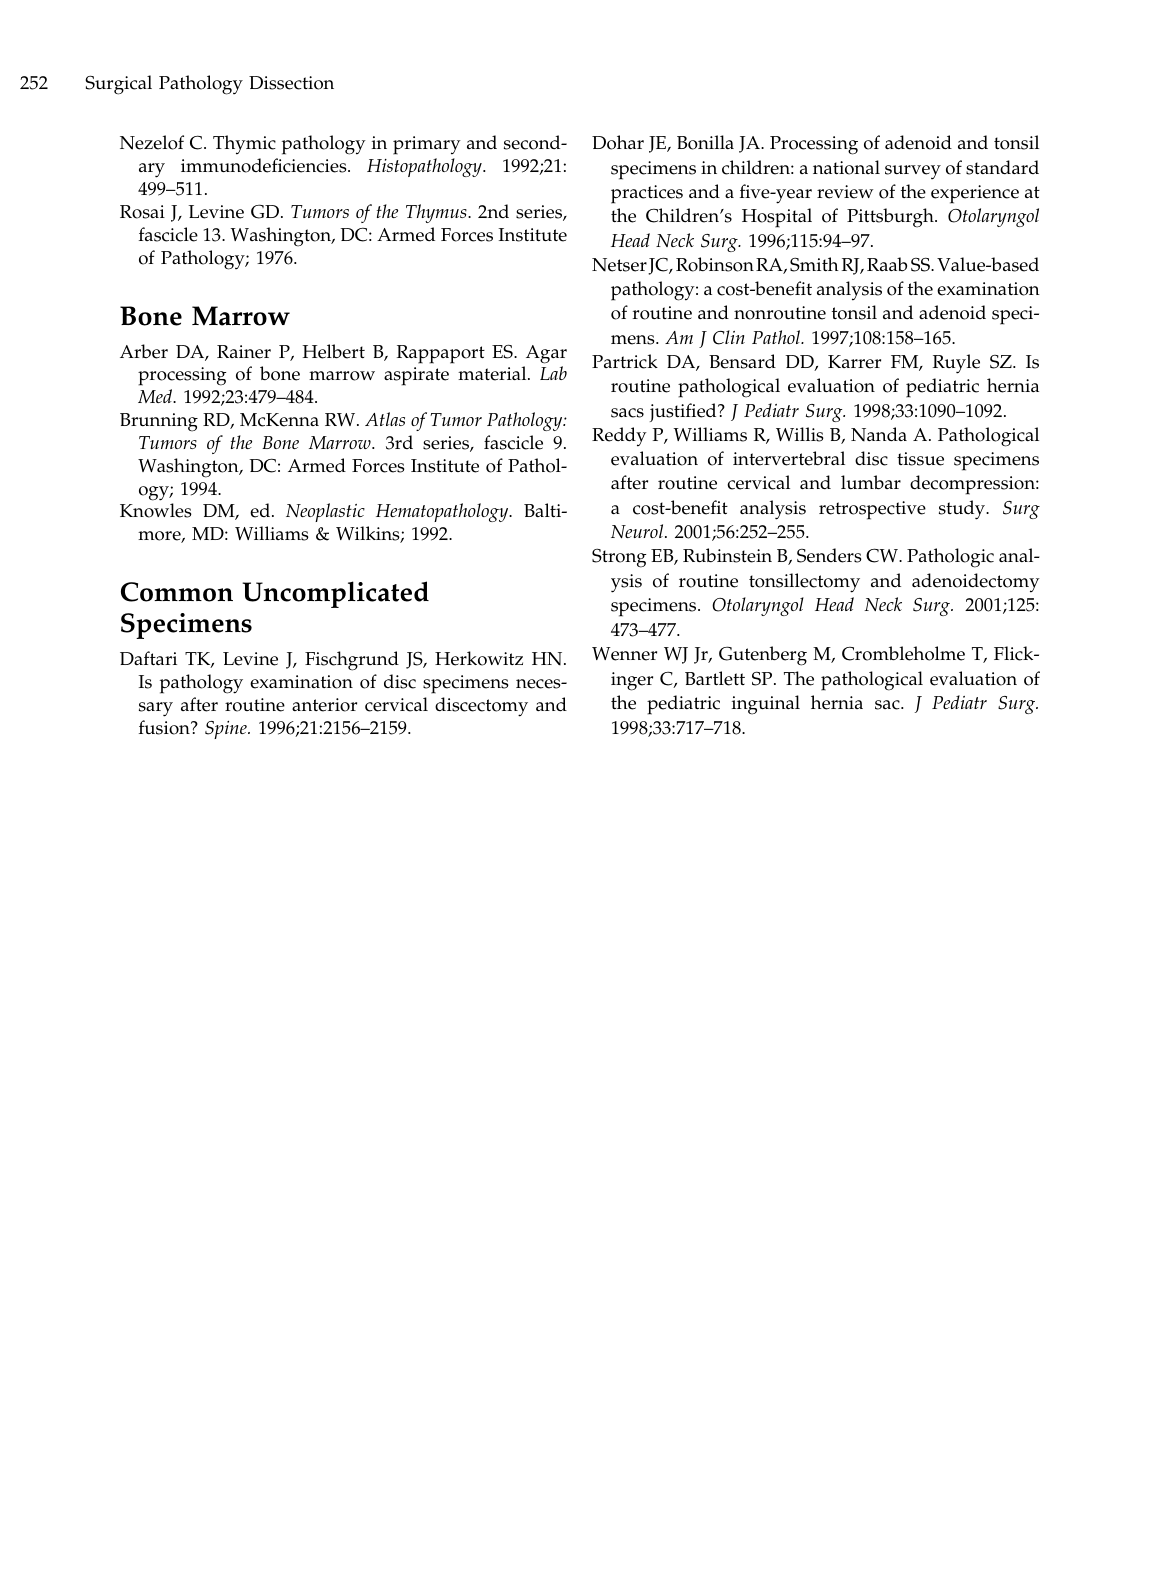 252 Surgical Pathology Dissection
Nezelof C. Thymic pathology in primary and second-
ary immunodeficiencies. Histopathology. 1992;21:
499–511.
Rosai J, Levine GD. Tumors of the Thymus. 2nd series,
fascicle 13. Washington, DC: Armed Forces Institute
of Pathology; 1976.
Bone Marrow
Arber DA, Rainer P, Helbert B, Rappaport ES. Agar
processing of bone marrow aspirate material. Lab
Med. 1992;23:479–484.
Brunning RD, McKenna RW. Atlas of Tumor Pathology:
Tumors of the Bone Marrow. 3rd series, fascicle 9.
Washington, DC: Armed Forces Institute of Pathol-
ogy; 1994.
Knowles DM, ed. Neoplastic Hematopathology. Balti-
more, MD: Williams & Wilkins; 1992.
Common Uncomplicated
Specimens
Daftari TK, Levine J, Fischgrund JS, Herkowitz HN.
Is pathology examination of disc specimens neces-
sary after routine anterior cervical discectomy and
fusion? Spine. 1996;21:2156–2159.
Dohar JE, Bonilla JA. Processing of adenoid and tonsil
specimens in children: a national survey of standard
practices and a five-year review of the experience at
the Children’s Hospital of Pittsburgh. Otolaryngol
Head Neck Surg. 1996;115:94–97.
Netser JC, Robinson RA, Smith RJ, Raab SS. Value-based
pathology: a cost-benefit analysis of the examination
of routine and nonroutine tonsil and adenoid speci-
mens. Am J Clin Pathol. 1997;108:158–165.
Partrick DA, Bensard DD, Karrer FM, Ruyle SZ. Is
routine pathological evaluation of pediatric hernia
sacs justified? J Pediatr Surg. 1998;33:1090–1092.
Reddy P, Williams R, Willis B, Nanda A. Pathological
evaluation of intervertebral disc tissue specimens
after routine cervical and lumbar decompression:
a cost-benefit analysis retrospective study. Surg
Neurol. 2001;56:252–255.
Strong EB, Rubinstein B, Senders CW. Pathologic anal-
ysis of routine tonsillectomy and adenoidectomy
specimens. Otolaryngol Head Neck Surg. 2001;125:
473–477.
Wenner WJ Jr, Gutenberg M, Crombleholme T, Flick-
inger C, Bartlett SP. The pathological evaluation of
the pediatric inguinal hernia sac. J Pediatr Surg.
1998;33:717–718.